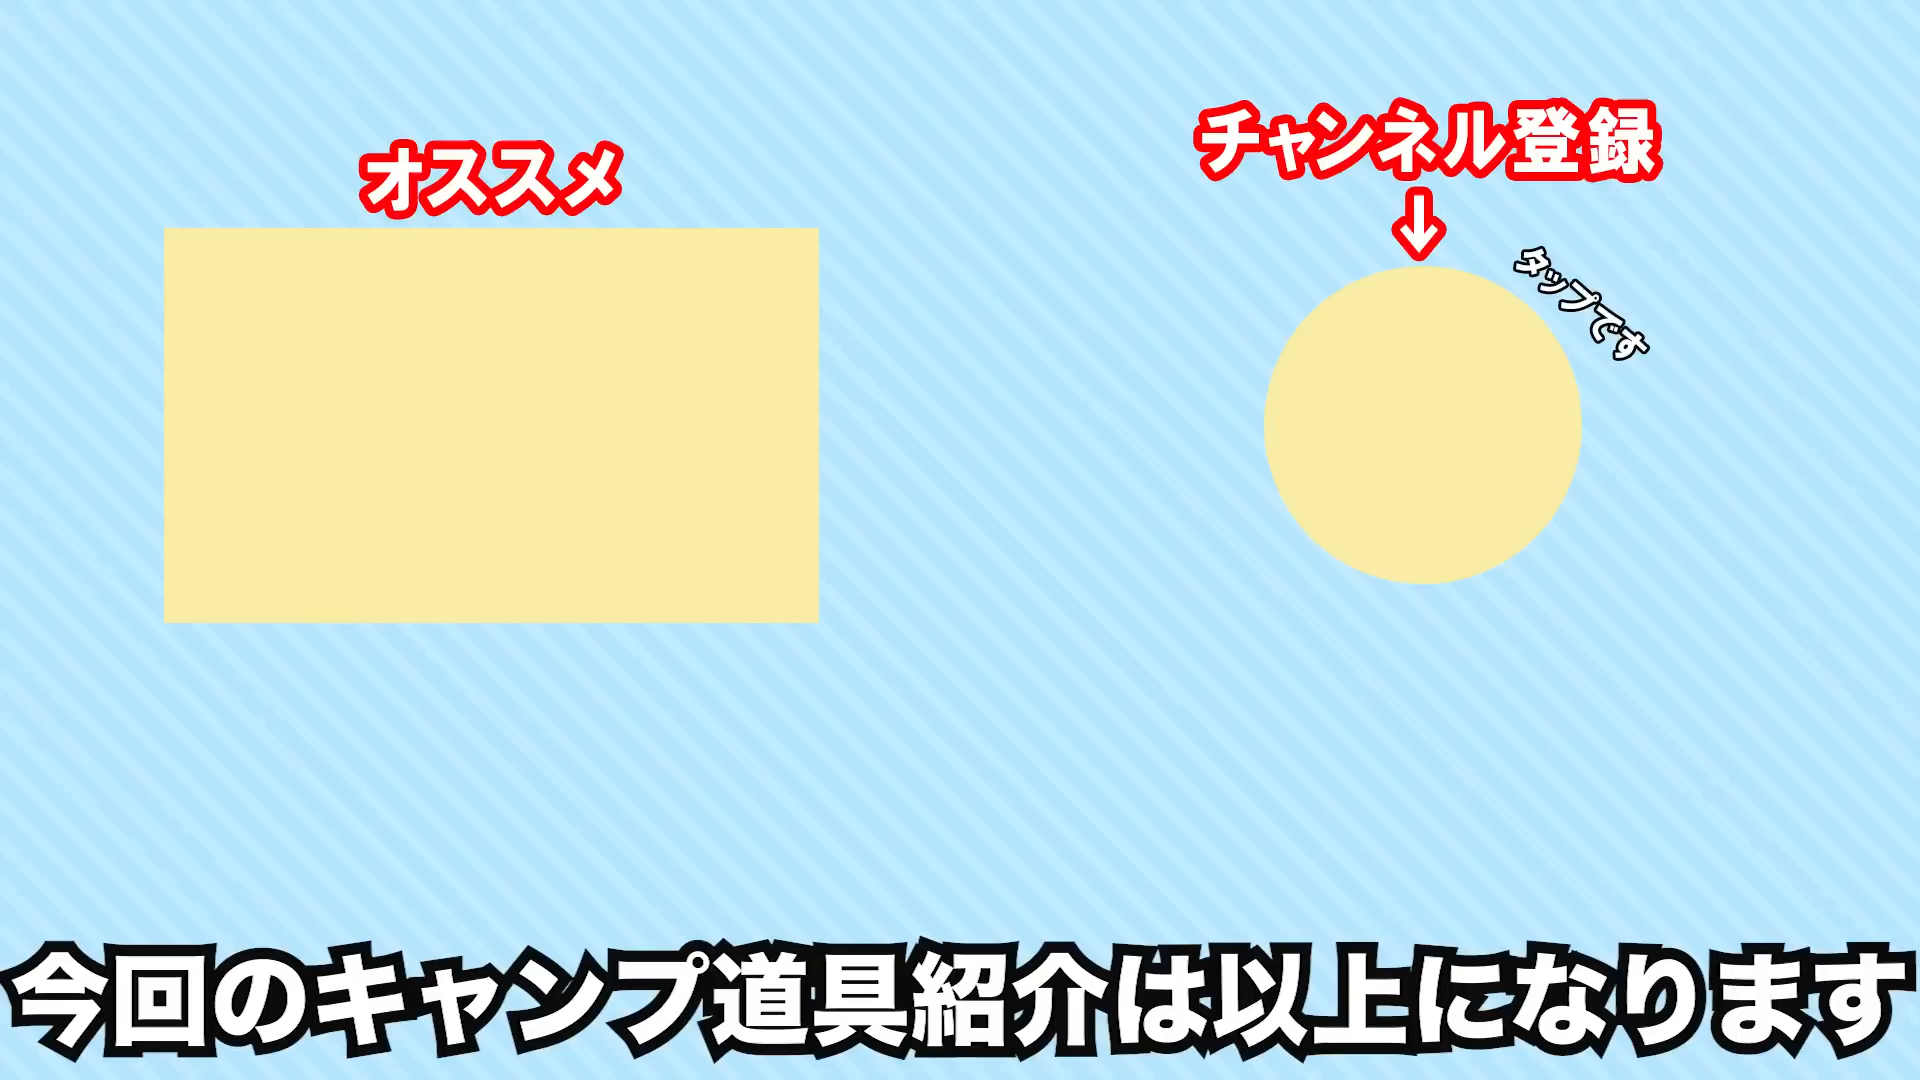 オススメ
チャンネル登録
↓
タップです
今回のキャンプ道具紹介は以上になります